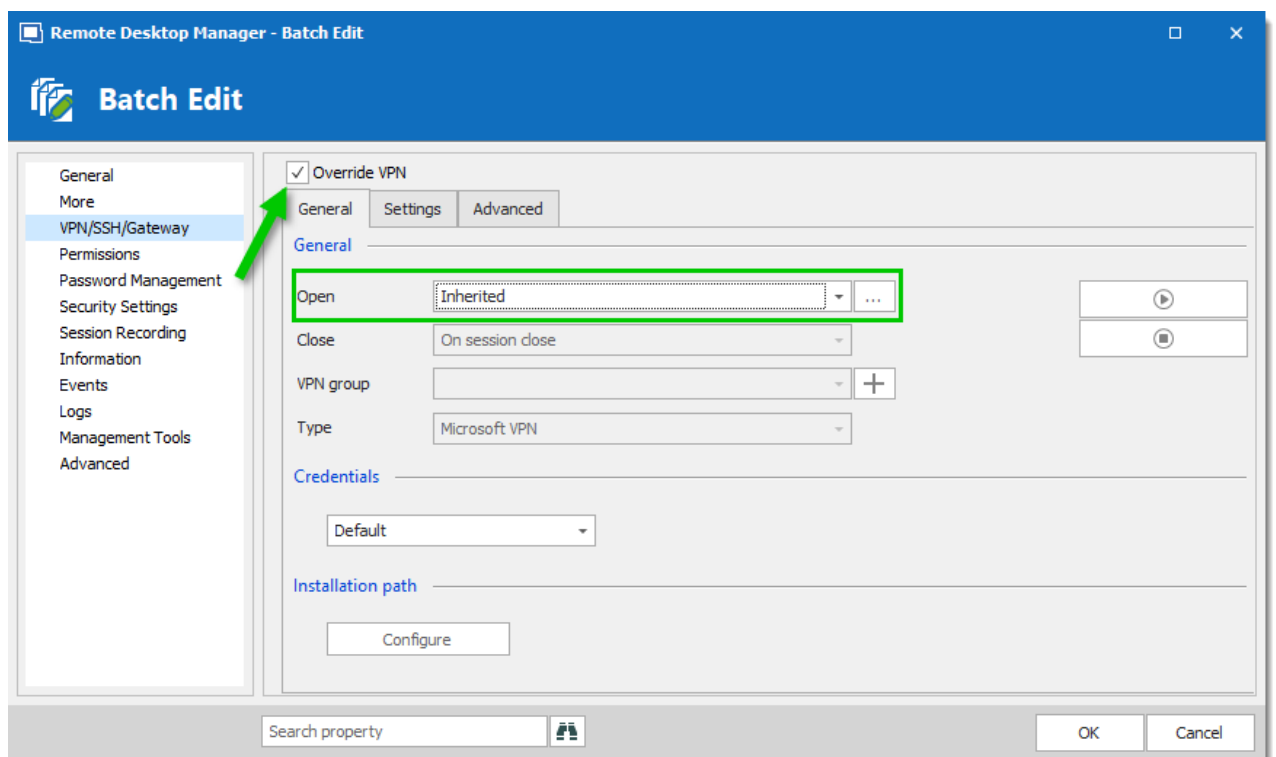 Remote Desktop Manager - Batch Edit
Batch Edit
General
More
VPN/SSH/Gateway
Permissions
Password Management
Security Settings
Session Recording
Information
Events
Logs
Management Tools
Advanced
Override VPN
General Settings Advanced
General
Open Inherited ...
Close On session close
VPN group
Type Microsoft VPN
Credentials
Default
Installation path
Configure
Search property
OK Cancel